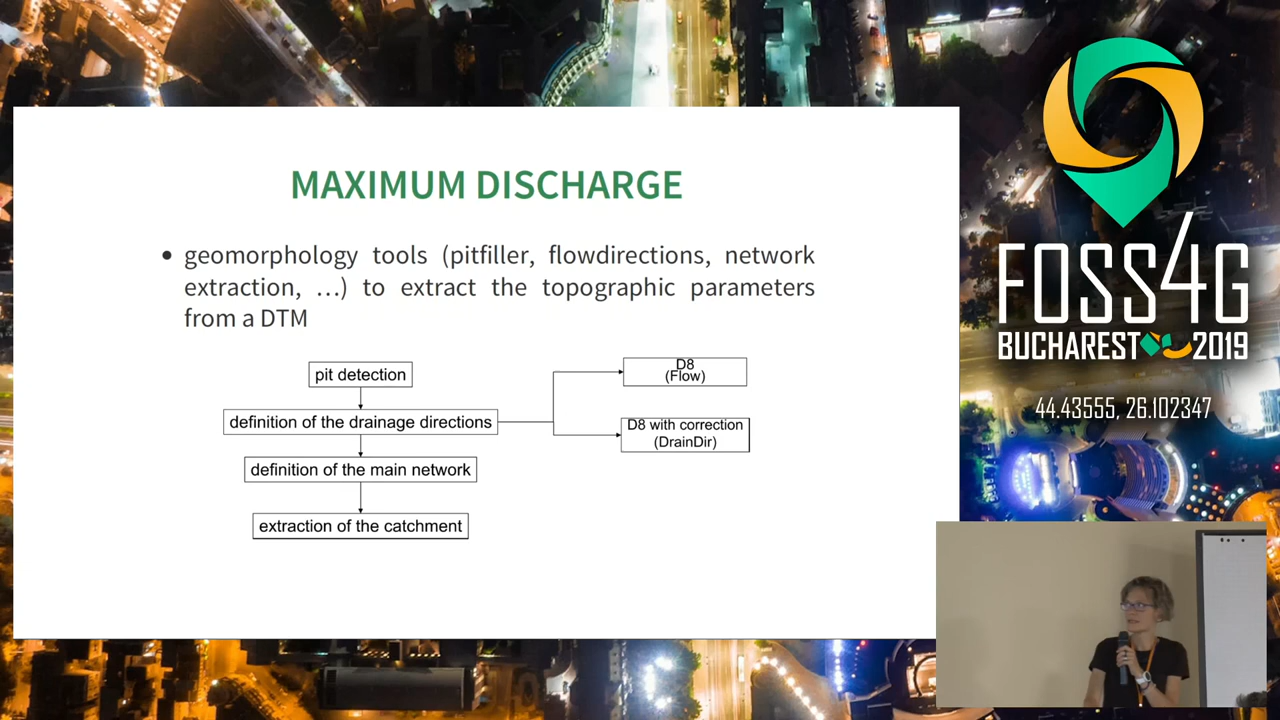 MAXIMUM DISCHARGE
• geomorphology tools (pitfiller, flowdirections, network
extraction, ...) to extract the topographic parameters
from a DTM
pit detection
definition of the drainage directions
definition of the main network
extraction of the catchment
D8
(Flow)
D8 with correction
(DrainDir)
FOSS4G
BUCHAREST 2019
44.43555, 26.102347